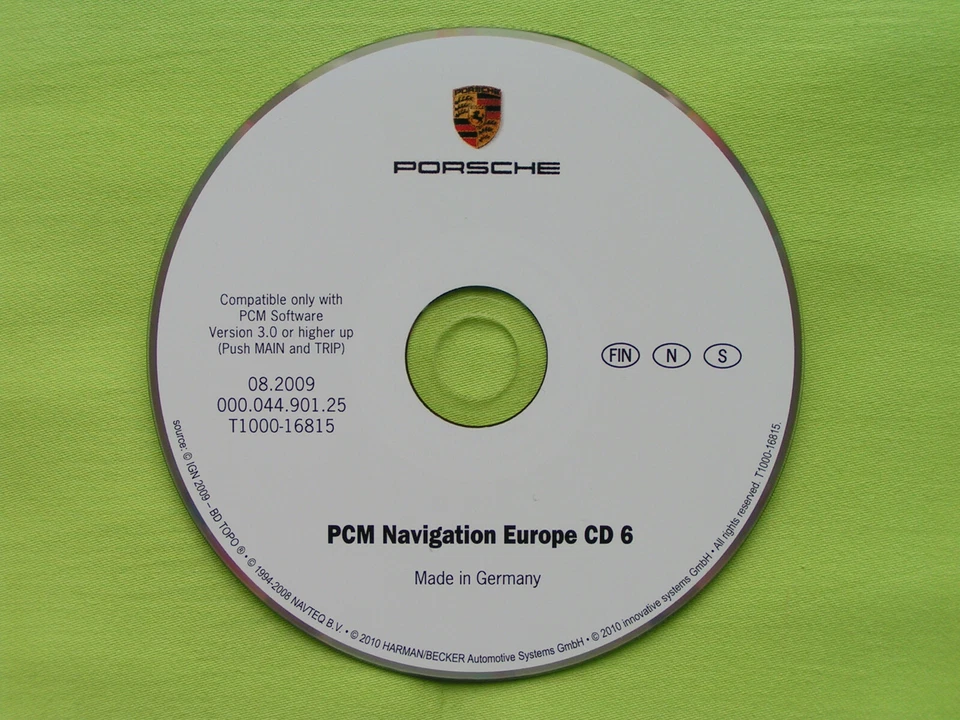 PORSCHE
PORSCHE
Compatible only with
PCM Software
Version 3.0 or higher up
(Push MAIN and TRIP)
08.2009
000.044.901.25
T1000-16815
FIN N S
PCM Navigation Europe CD 6
Made in Germany
source: © IGN 2009 – BD TOPO ® • © 1994-2008 NAVTEQ B.V. • © 2010 HARMAN/BECKER Automotive Systems GmbH • © 2010 innovative systems GmbH • All rights reserved. T1000-16815.